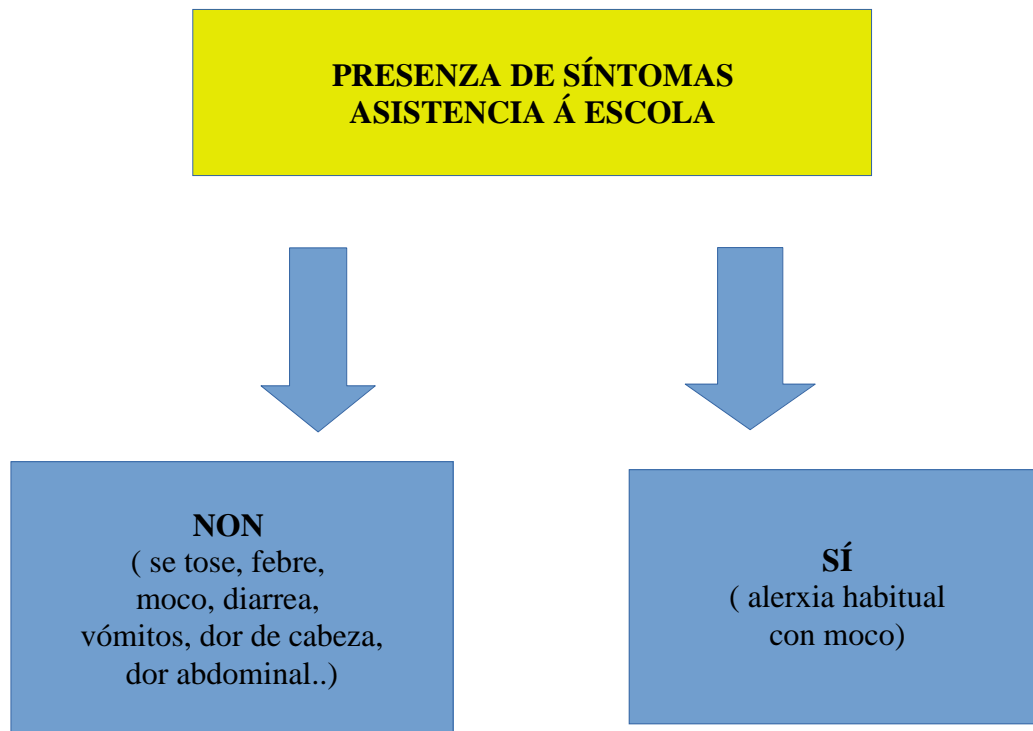 PRESENZA DE SÍNTOMAS
ASISTENCIA Á ESCOLA
NON
( se tose, febre,
moco, diarrea,
vómitos, dor de cabeza,
dor abdominal..)
SÍ
( alerxia habitual
con moco)